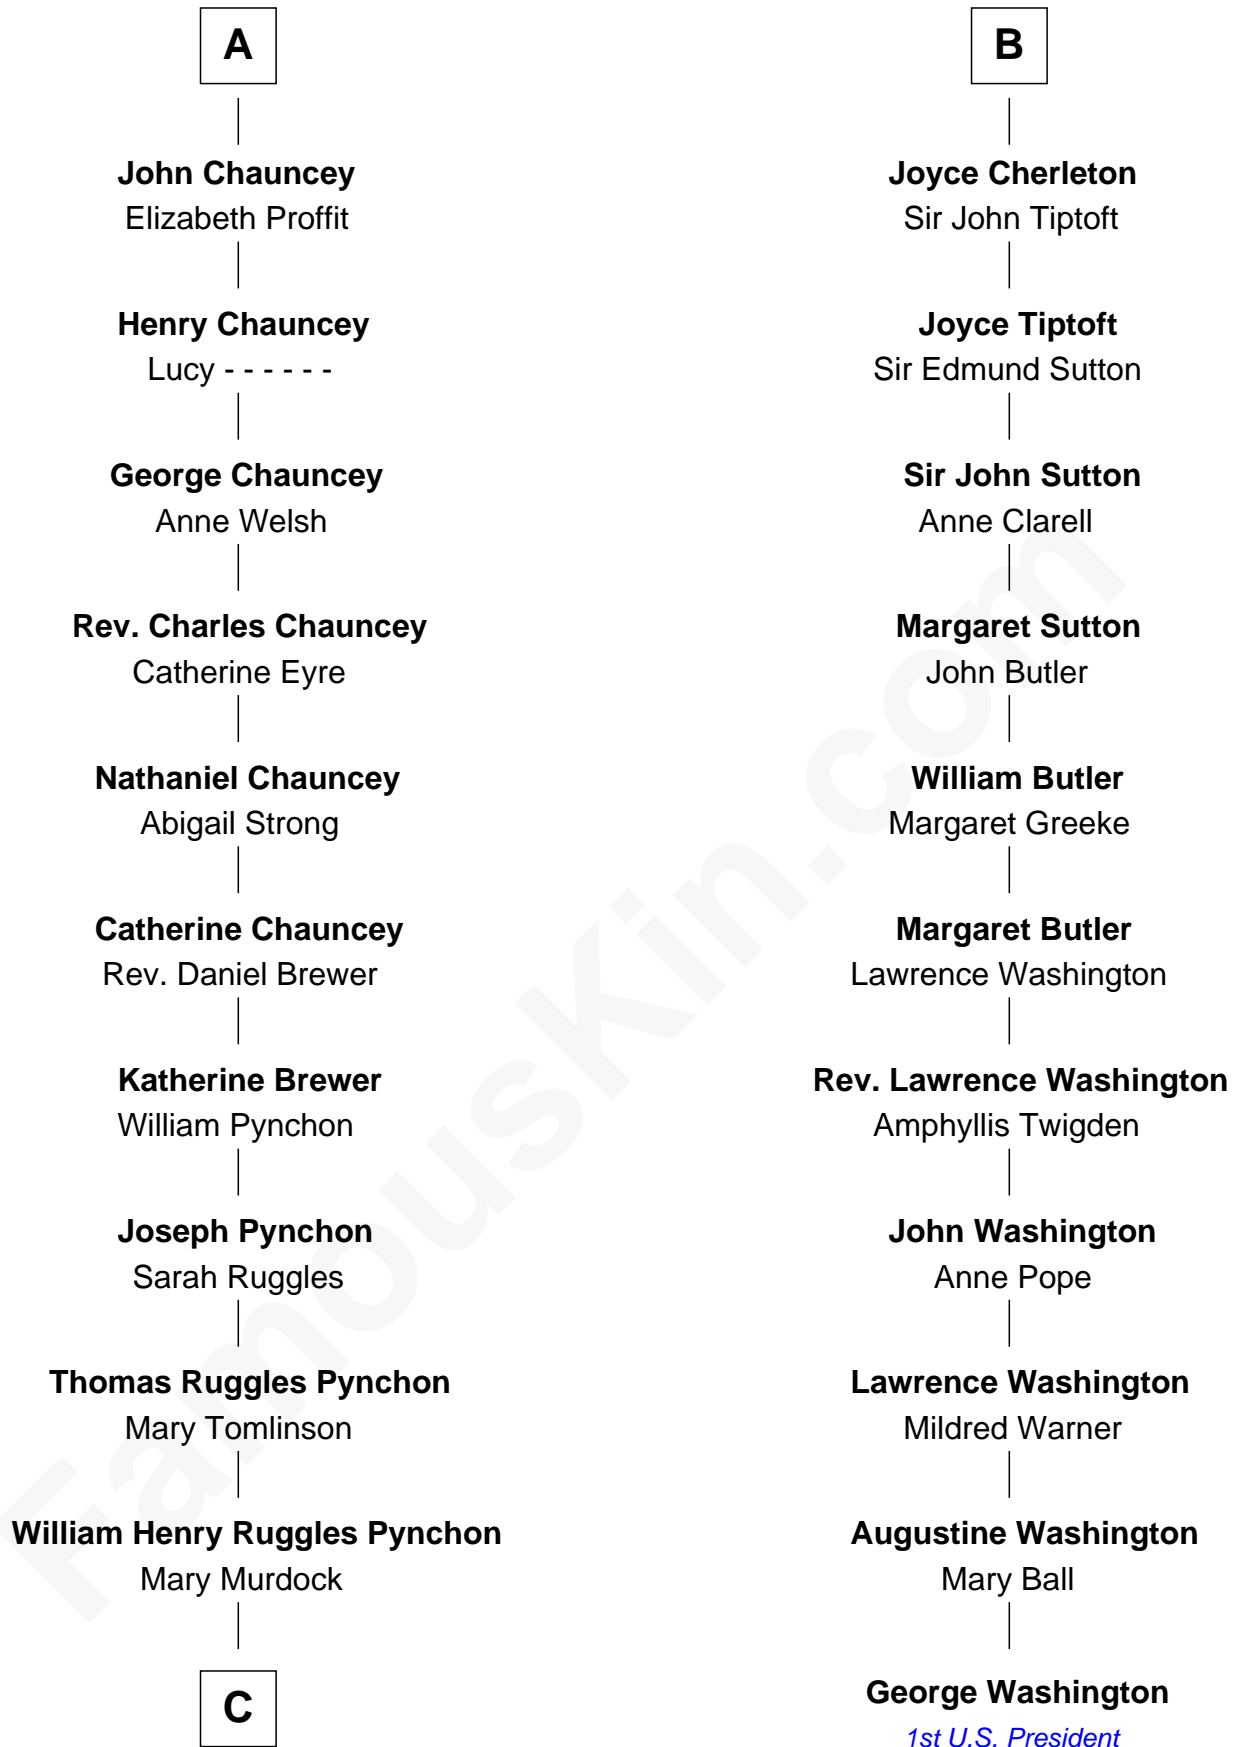 A
John Chauncey
Elizabeth Proffit
Henry Chauncey
Lucy - - - - - -
George Chauncey
Anne Welsh
Rev. Charles Chauncey
Catherine Eyre
Nathaniel Chauncey
Abigail Strong
Catherine Chauncey
Rev. Daniel Brewer
Katherine Brewer
William Pynchon
Joseph Pynchon
Sarah Ruggles
Thomas Ruggles Pynchon
Mary Tomlinson
William Henry Ruggles Pynchon
Mary Murdock
C
B
Joyce Cherleton
Sir John Tiptoft
Joyce Tiptoft
Sir Edmund Sutton
Sir John Sutton
Anne Clarell
Margaret Sutton
John Butler
William Butler
Margaret Greeke
Margaret Butler
Lawrence Washington
Rev. Lawrence Washington
Amphyllis Twigden
John Washington
Anne Pope
Lawrence Washington
Mildred Warner
Augustine Washington
Mary Ball
George Washington
1st U.S. President
FamousKin.com